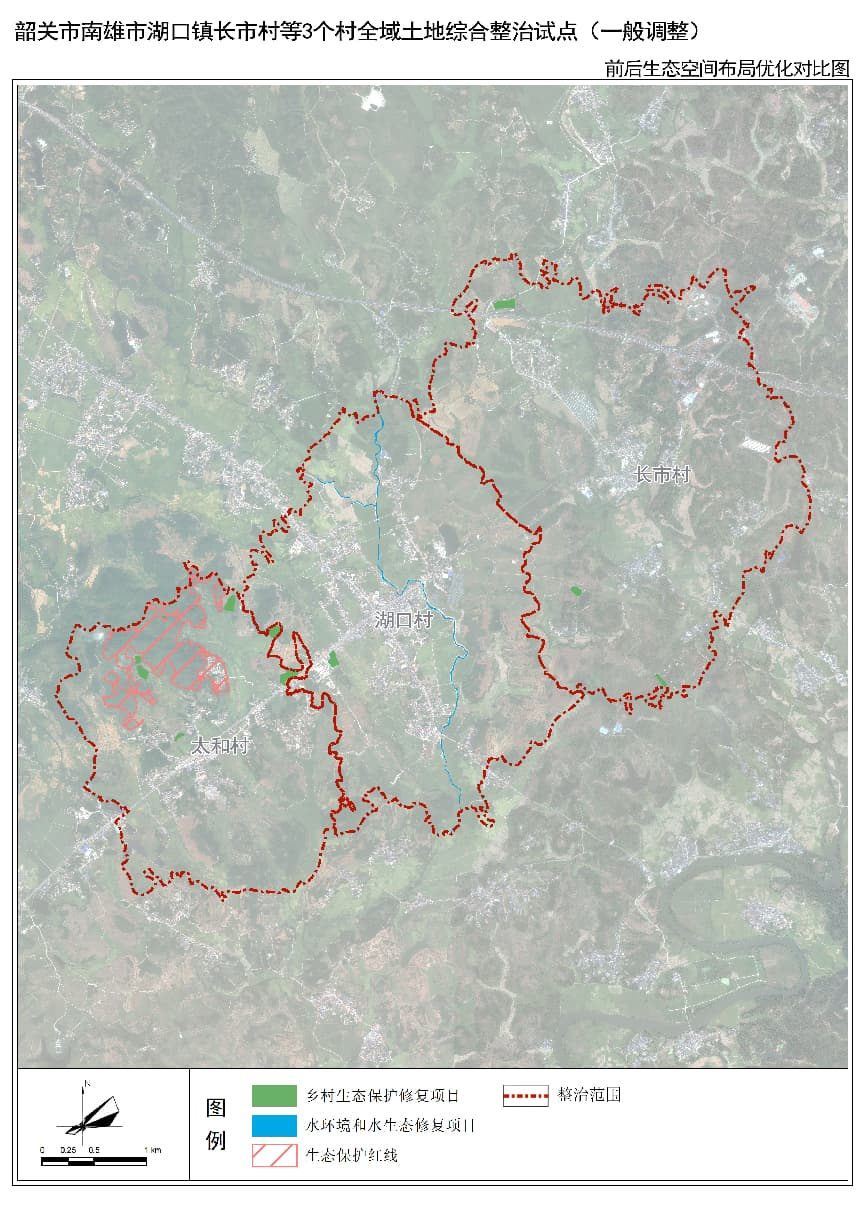 韶关市南雄市湖口镇长市村等3个村全域土地综合整治试点（一般调整）
前后生态空间布局优化对比图
长市村
湖口村
太和村
N
0 0.25 0.5 1 km
图例
乡村生态保护修复项目
整治范围
水环境和水生态修复项目
生态保护红线